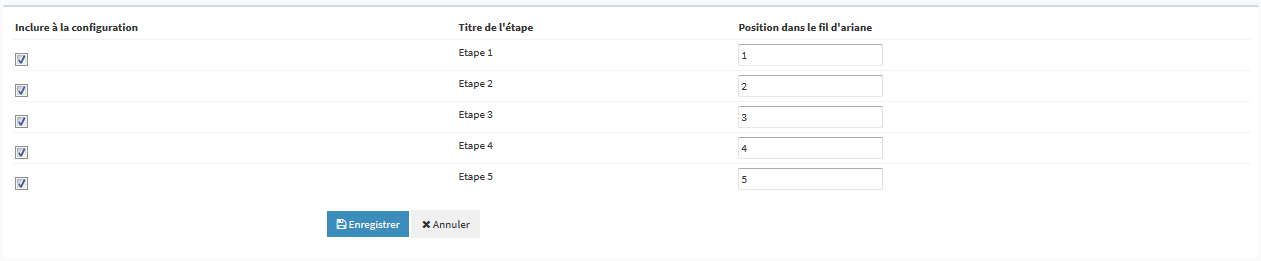 Inclure à la configuration Titre de l'étape Position dans le fil d'ariane
Etape 1 1
Etape 2 2
Etape 3 3
Etape 4 4
Etape 5 5
Enregistrer Annuler